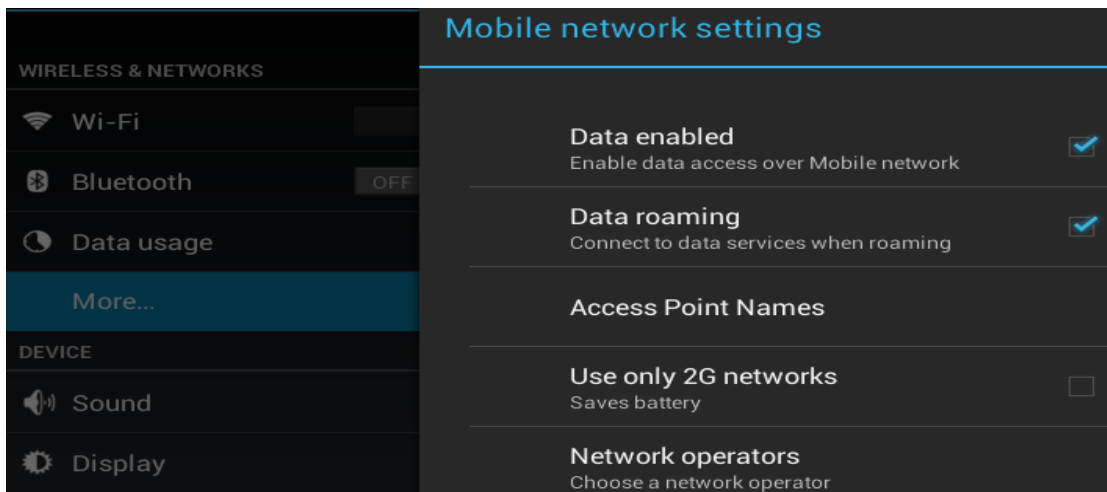 WIRELESS & NETWORKS
Wi-Fi
Bluetooth
OFF
Data usage
More...
DEVICE
Sound
Display
Mobile network settings
Data enabled
Enable data access over Mobile network
Data roaming
Connect to data services when roaming
Access Point Names
Use only 2G networks
Saves battery
Network operators
Choose a network operator